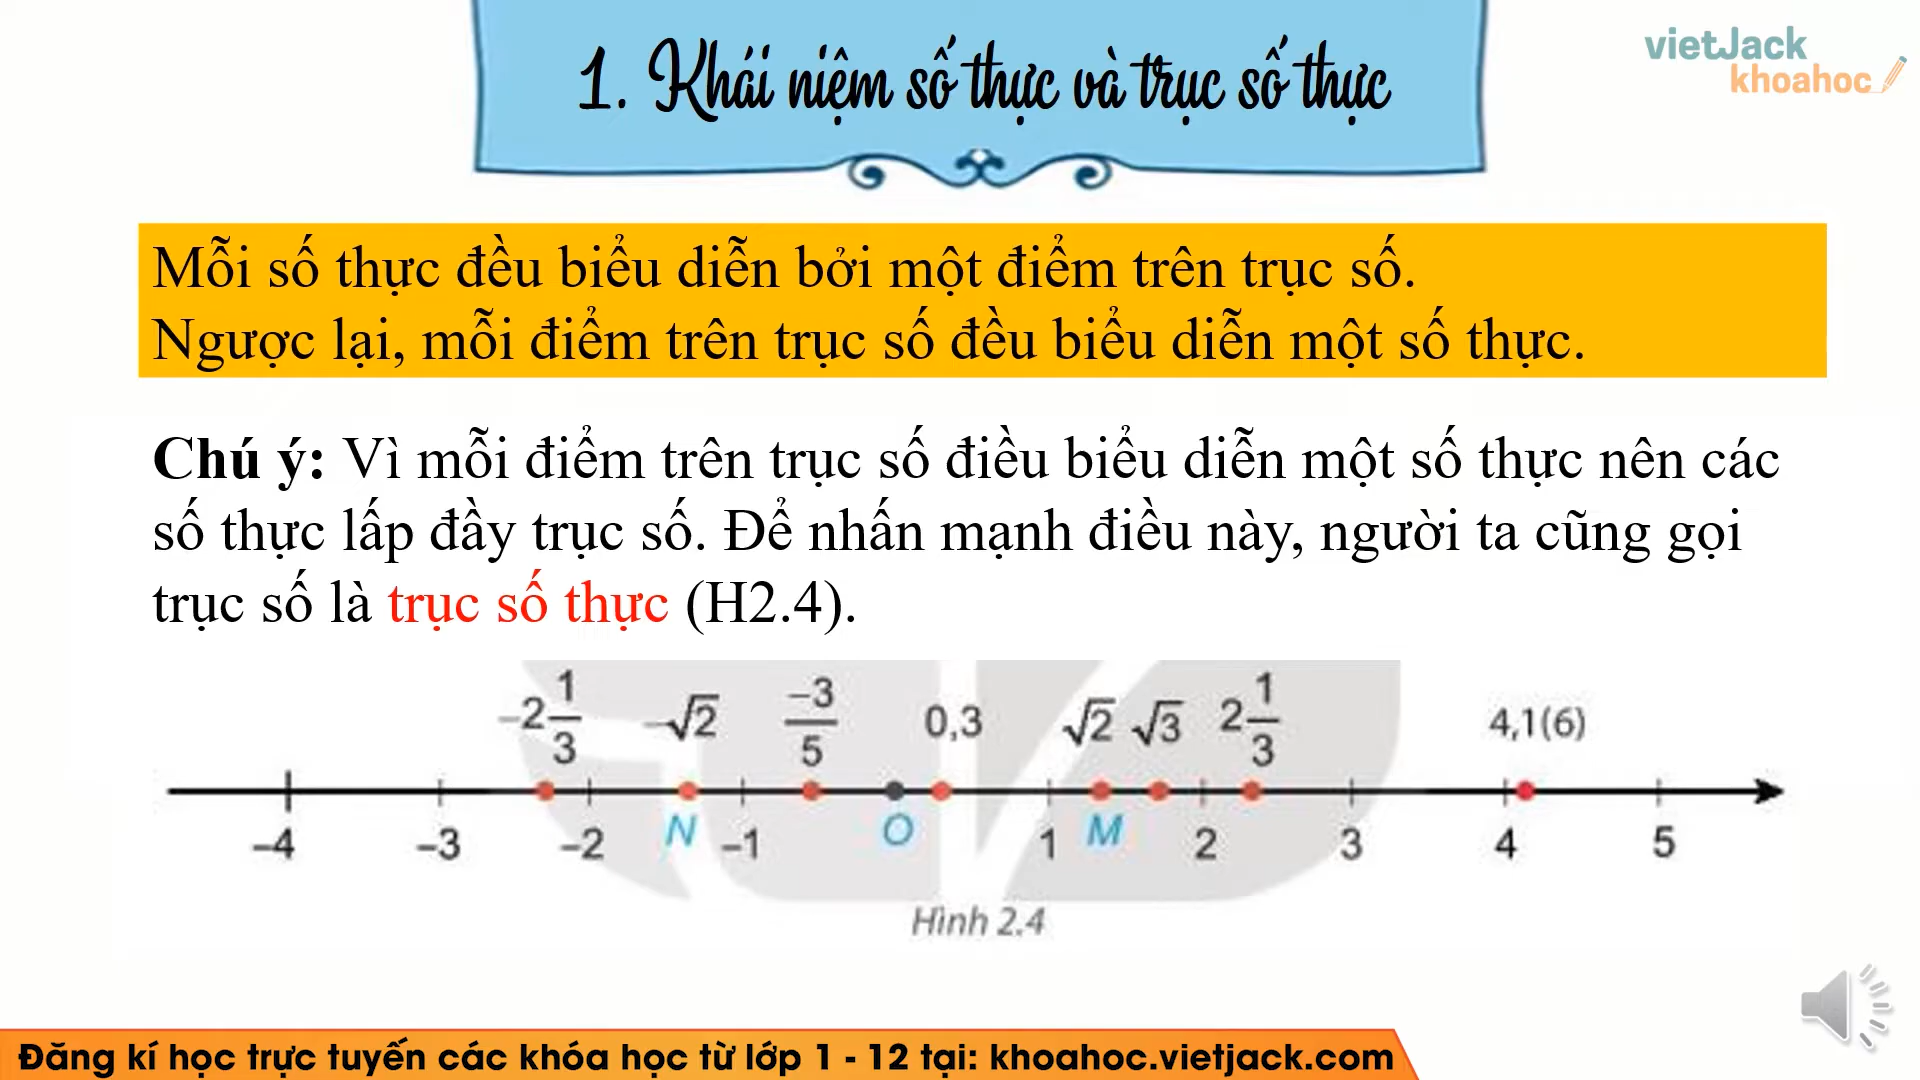 1. Khái niệm số thực và trục số thực
vietJack
khoahoc
Mỗi số thực đều biểu diễn bởi một điểm trên trục số.
Ngược lại, mỗi điểm trên trục số đều biểu diễn một số thực.
Chú ý: Vì mỗi điểm trên trục số điều biểu diễn một số thực nên các
số thực lấp đầy trục số. Để nhấn mạnh điều này, người ta cũng gọi
trục số là trục số thực (H2.4).
−2 1/3 −√2 −3/5 0,3 √2 √3 2 1/3 4,1(6)
−4 −3 −2 N −1 O 1 M 2 3 4 5
Hình 2.4
Đăng kí học trực tuyến các khóa học từ lớp 1 - 12 tại: khoahoc.vietjack.com